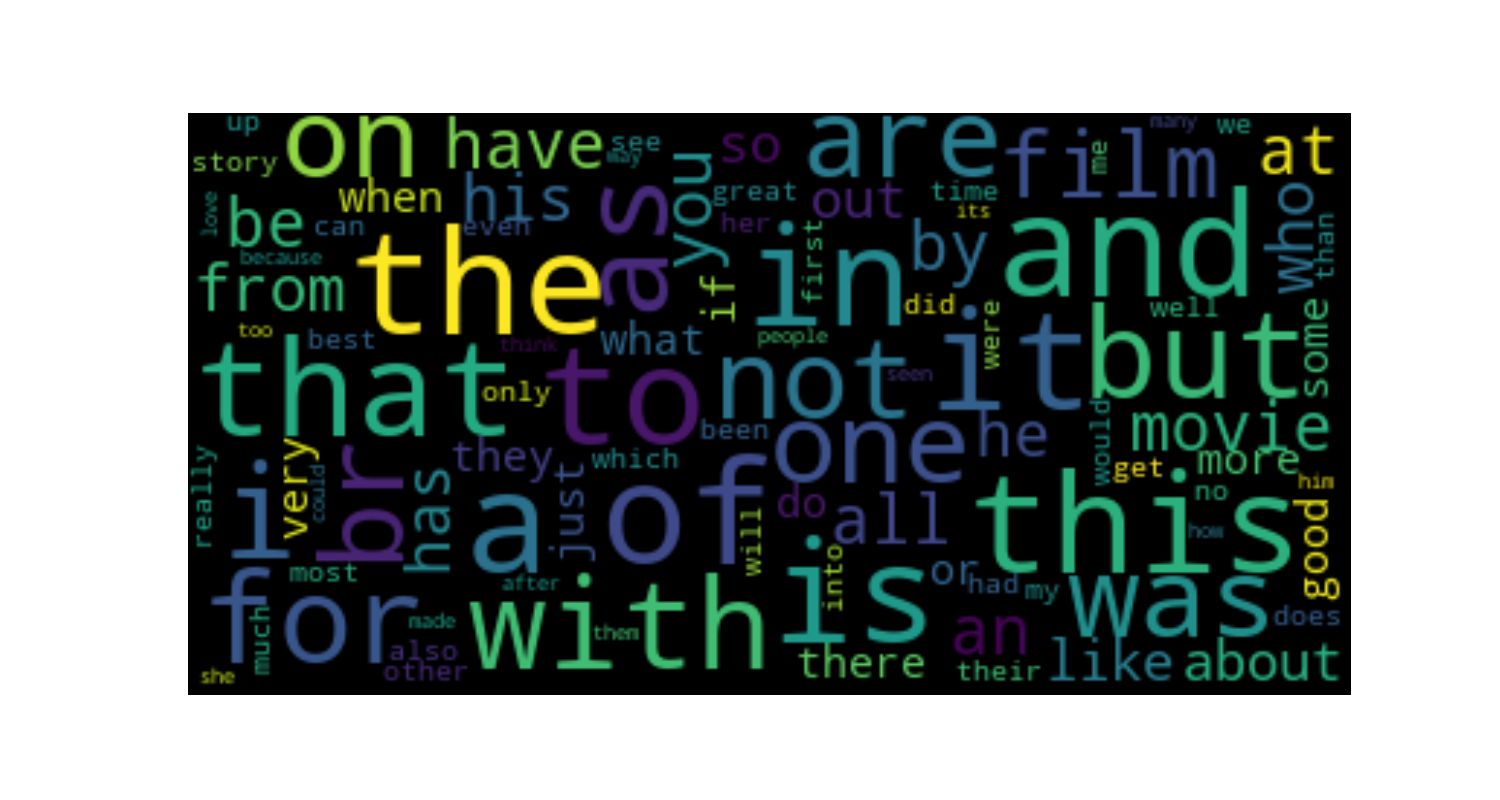 up
on
have
see
may
so
are
film
me
many
we
at
story
love
be
when
his
as
you
great
out
time
its
who
can
even
her
than
because
from
the
if
in
first
by
and
did
too
best
think
what
people
were
it
well
but
some
that
only
to
not
seen
been
one
he
would
movie
really
i
very
could
br
has
they
which
just
a
of
will
do
all
get
more
him
no
this
how
good
most
after
is
into
or
had
my
was
does
for
much
made
also
other
with
them
an
there
their
like
about
she